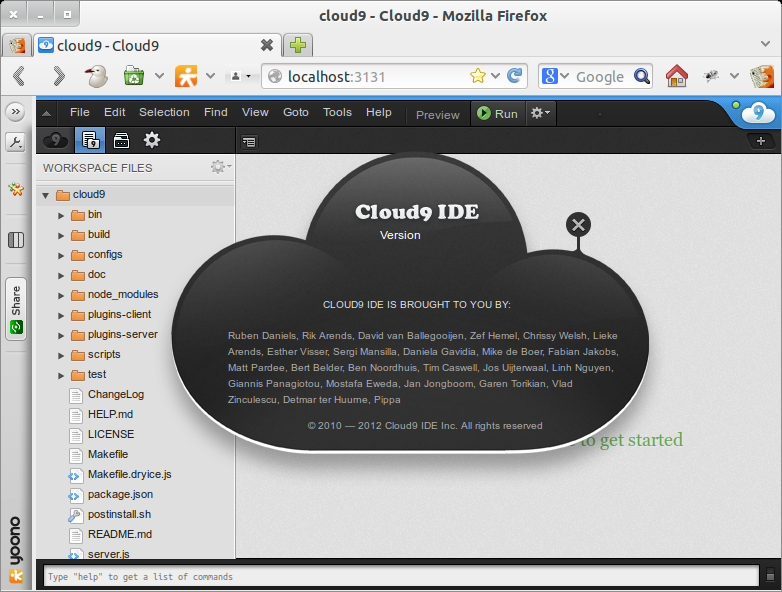 cloud9 - Cloud9 - Mozilla Firefox
cloud9 - Cloud9
localhost:3131
Google
File Edit Selection Find View Goto Tools Help Preview Run
9
WORKSPACE FILES
cloud9
bin
build
configs
doc
node_modules
plugins-client
plugins-server
scripts
test
ChangeLog
HELP.md
LICENSE
Makefile
Makefile.dryice.js
package.json
postinstall.sh
README.md
server.js
Share
yoono
Cloud9 IDE
Version
CLOUD9 IDE IS BROUGHT TO YOU BY:
Ruben Daniels, Rik Arends, David van Ballegooijen, Zef Hemel, Chrissy Welsh, Lieke
Arends, Esther Visser, Sergi Mansilla, Daniela Gavidia, Mike de Boer, Fabian Jakobs,
Matt Pardee, Bert Belder, Ben Noordhuis, Tim Caswell, Jos Uijterwaal, Linh Nguyen,
Giannis Panagiotou, Mostafa Eweda, Jan Jongboom, Garen Torikian, Vlad
Zinculescu, Detmar ter Huurne, Pippa
© 2010 — 2012 Cloud9 IDE Inc. All rights reserved
to get started
Type "help" to get a list of commands